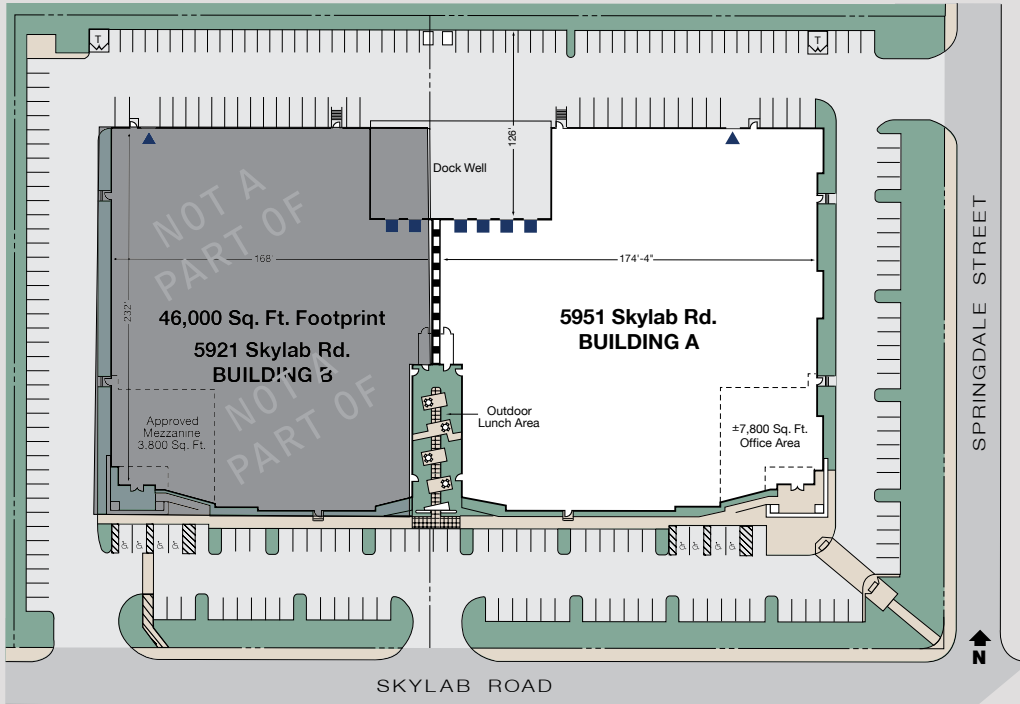 T
T
126'
Dock Well
NOT A
PART OF
168'
174'-4"
232'
46,000 Sq. Ft. Footprint
5921 Skylab Rd.
BUILDING B
5951 Skylab Rd.
BUILDING A
NOT A
PART OF
Approved
Mezzanine
3,800 Sq. Ft.
Outdoor
Lunch Area
±7,800 Sq. Ft.
Office Area
SPRINGDALE STREET
N
SKYLAB ROAD